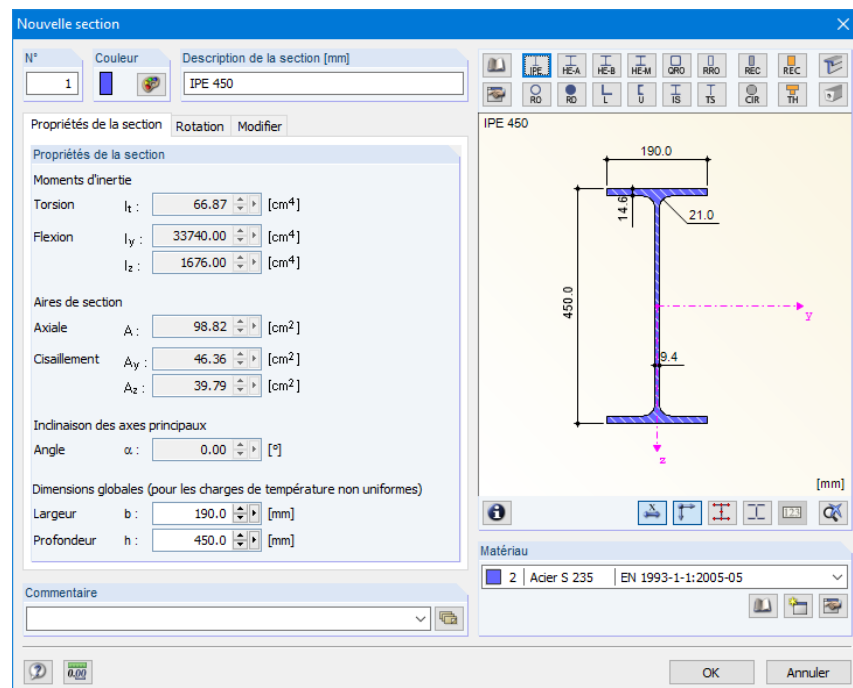 Nouvelle section
N°
Couleur
Description de la section [mm]
1
IPE 450
Propriétés de la section
Rotation
Modifier
Propriétés de la section
Moments d'inertie
Torsion It : 66.87 [cm4]
Flexion Iy : 33740.00 [cm4]
Iz : 1676.00 [cm4]
Aires de section
Axiale A : 98.82 [cm2]
Cisaillement Ay : 46.36 [cm2]
Az : 39.79 [cm2]
Inclinaison des axes principaux
Angle α : 0.00 [°]
Dimensions globales (pour les charges de température non uniformes)
Largeur b : 190.0 [mm]
Profondeur h : 450.0 [mm]
Commentaire
0.00
IPE HE-A HE-B HE-M QRO RRO REC REC
RO RD L U IS TS CIR TH
IPE 450
190.0
14.6
21.0
450.0
y
9.4
z
[mm]
X
123
Matériau
2 Acier S 235 EN 1993-1-1:2005-05
OK
Annuler